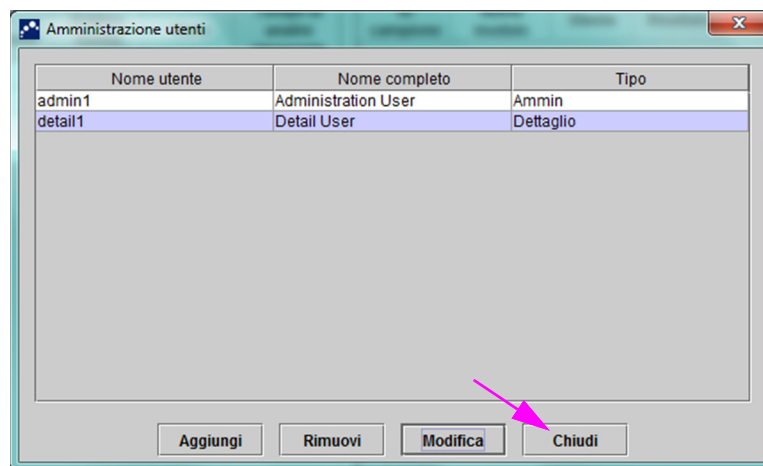 Amministrazione utenti
Nome utente Nome completo Tipo
admin1 Administration User Ammin
detail1 Detail User Dettaglio
Aggiungi Rimuovi Modifica Chiudi